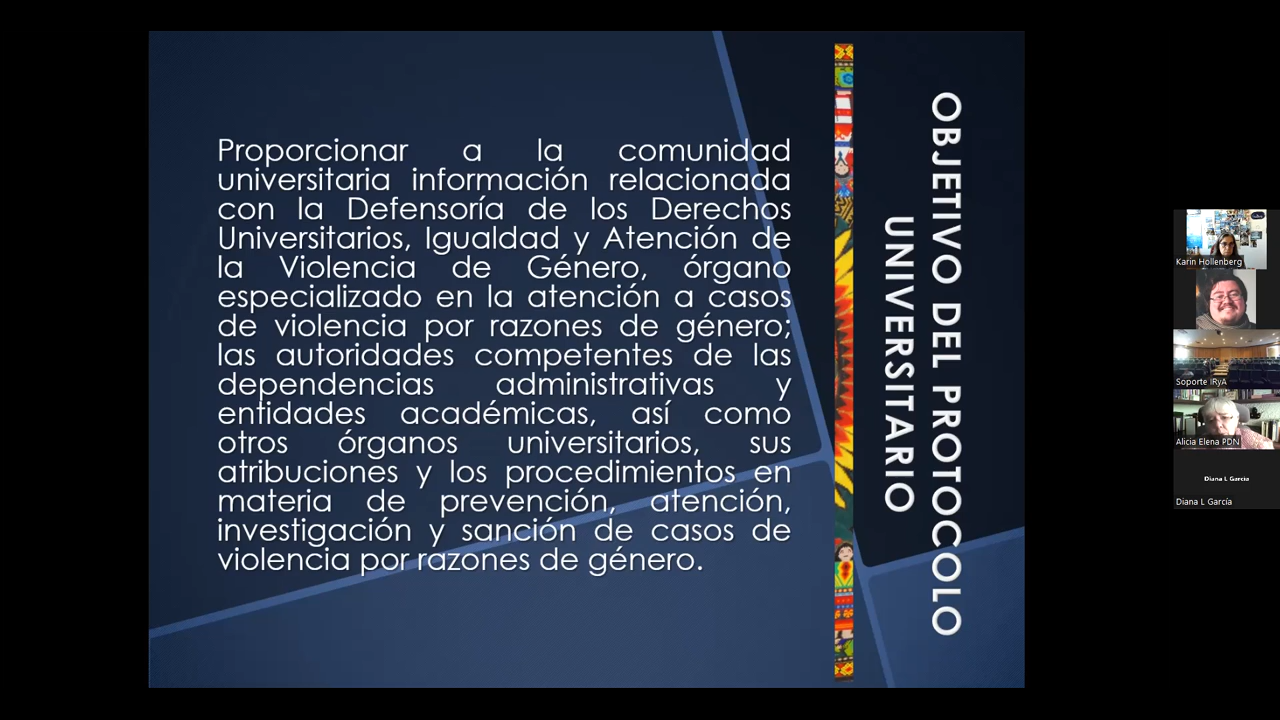 Proporcionar a la comunidad
universitaria información relacionada
con la Defensoría de los Derechos
Universitarios, Igualdad y Atención de
la Violencia de Género, órgano
especializado en la atención a casos
de violencia por razones de género;
las autoridades competentes de las
dependencias administrativas y
entidades académicas, así como
otros órganos universitarios, sus
atribuciones y los procedimientos en
materia de prevención, atención,
investigación y sanción de casos de
violencia por razones de género.
OBJETIVO DEL PROTOCOLO
UNIVERSITARIO
Karin Hollenberg
Soporte IRyA
Alicia Elena PDN
Diana L García
Diana L García